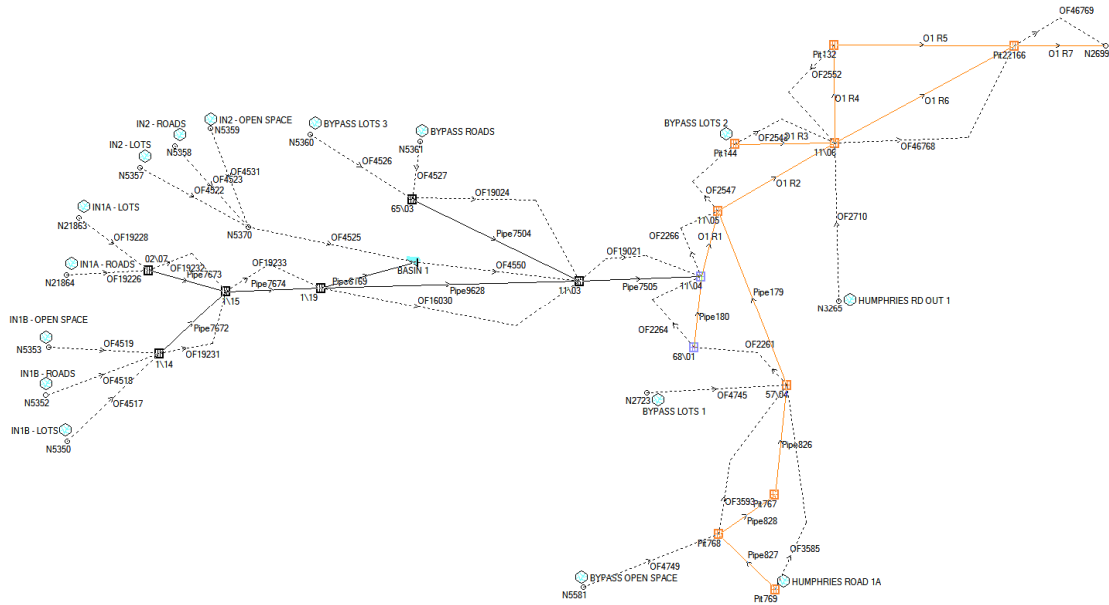 OF46769
O1 R5
Pit132
Pit22166
O1 R7
N2699
OF2552
O1 R4
O1 R6
IN2 - OPEN SPACE
N5359
IN2 - ROADS
N5358
BYPASS LOTS 3
N5360
BYPASS ROADS
N5361
BYPASS LOTS 2
OF2548
O1 R3
Pit144
11\06
OF46768
IN2 - LOTS
N5357
OF4531
OF4523
OF4522
OF4526
OF4527
65\03
OF19024
OF2547
O1 R2
IN1A - LOTS
N21863
OF19228
N5370
OF4525
Pipe7504
11\05
OF2710
OF2266
O1 R1
IN1A - ROADS
N21864
OF19226
02\07
OF19232
Pipe7673
OF19233
Pipe7674
1\15
Pipe6169
1\19
BASIN 1
OF4550
OF19021
Pipe9628
11\03
Pipe7505
11\04
OF16030
Pipe179
N3265
HUMPHRIES RD OUT 1
IN1B - OPEN SPACE
N5353
OF4519
Pipe7672
OF19231
1\14
Pipe180
OF2264
68\01
OF2261
IN1B - ROADS
N5352
OF4518
OF4517
IN1B - LOTS
N5350
N2723
OF4745
57\04
BYPASS LOTS 1
Pipe826
OF3593
Pit767
Pipe828
Pit768
Pipe827
OF3585
OF4749
BYPASS OPEN SPACE
N5581
HUMPHRIES ROAD 1A
Pit769